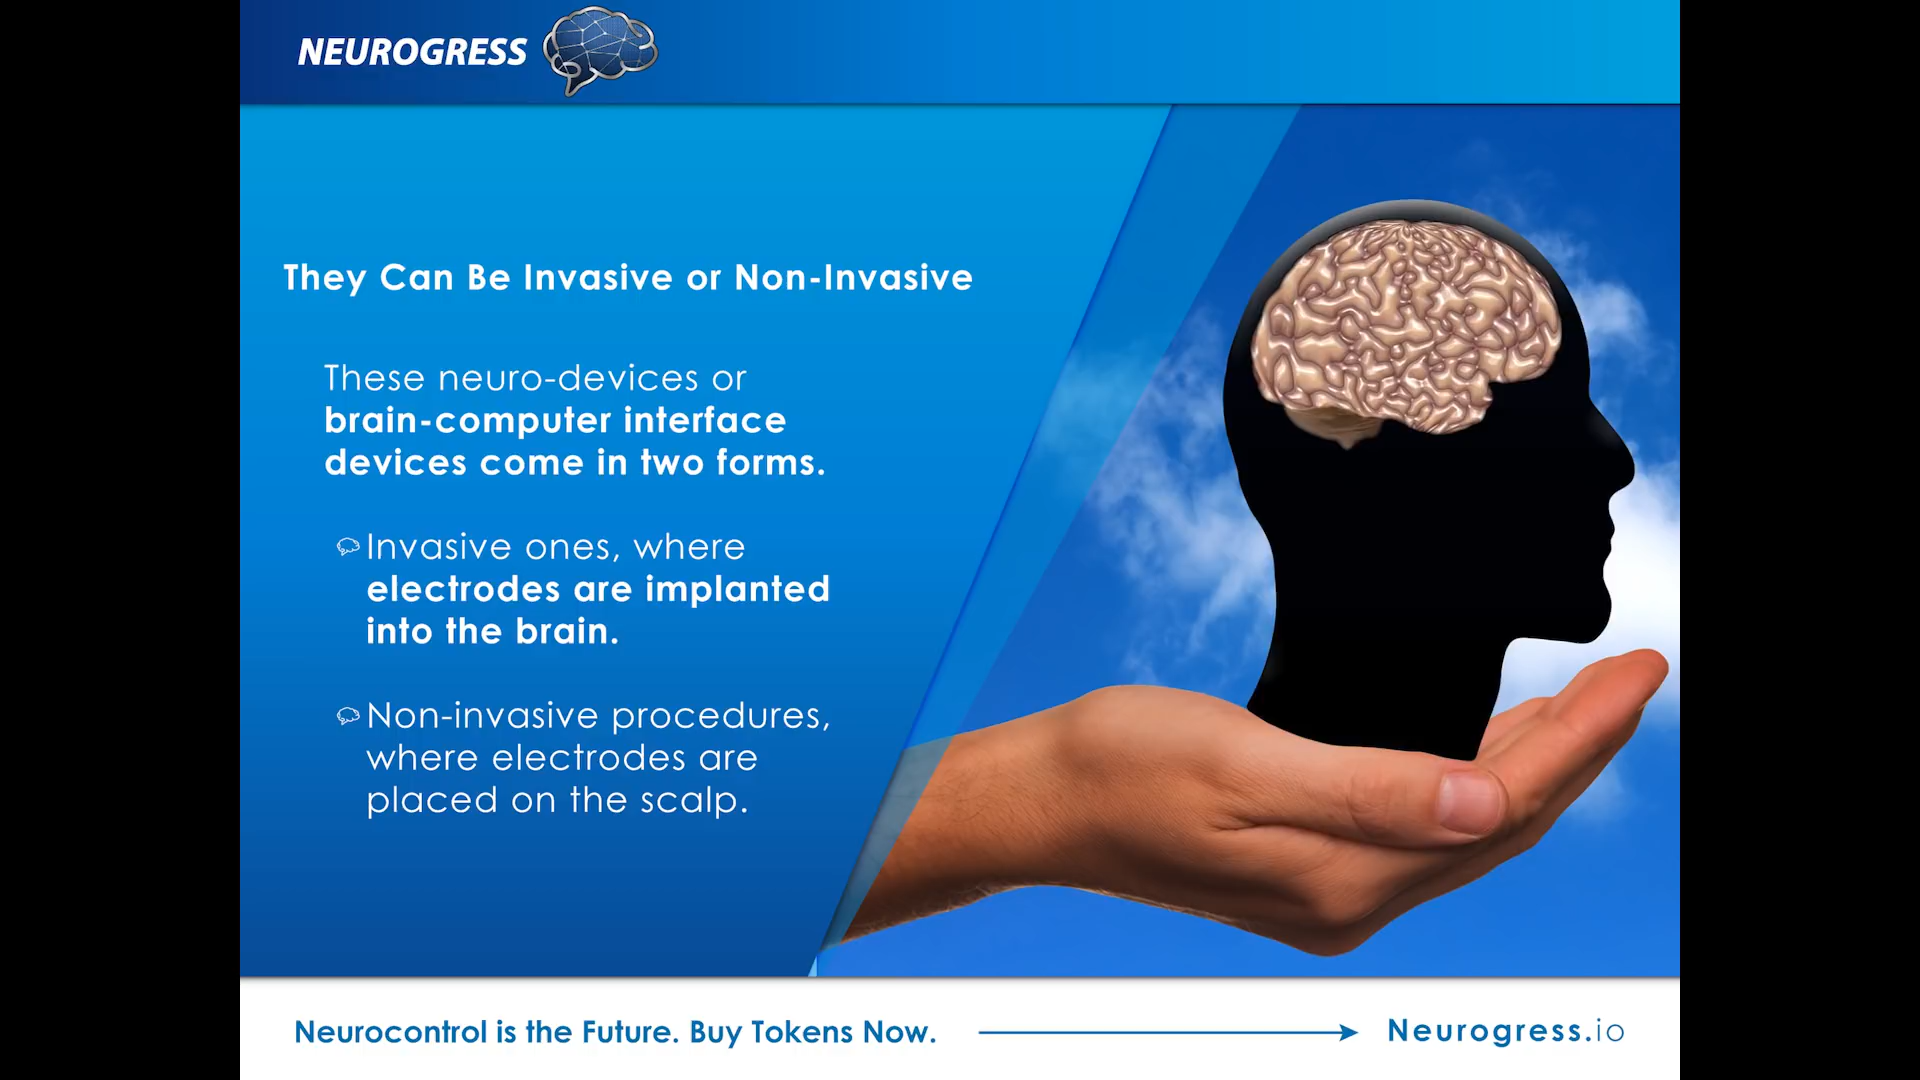 NEUROGRESS
They Can Be Invasive or Non-Invasive
These neuro-devices or
brain-computer interface
devices come in two forms.
Invasive ones, where
electrodes are implanted
into the brain.
Non-invasive procedures,
where electrodes are
placed on the scalp.
Neurocontrol is the Future. Buy Tokens Now.
Neurogress.io